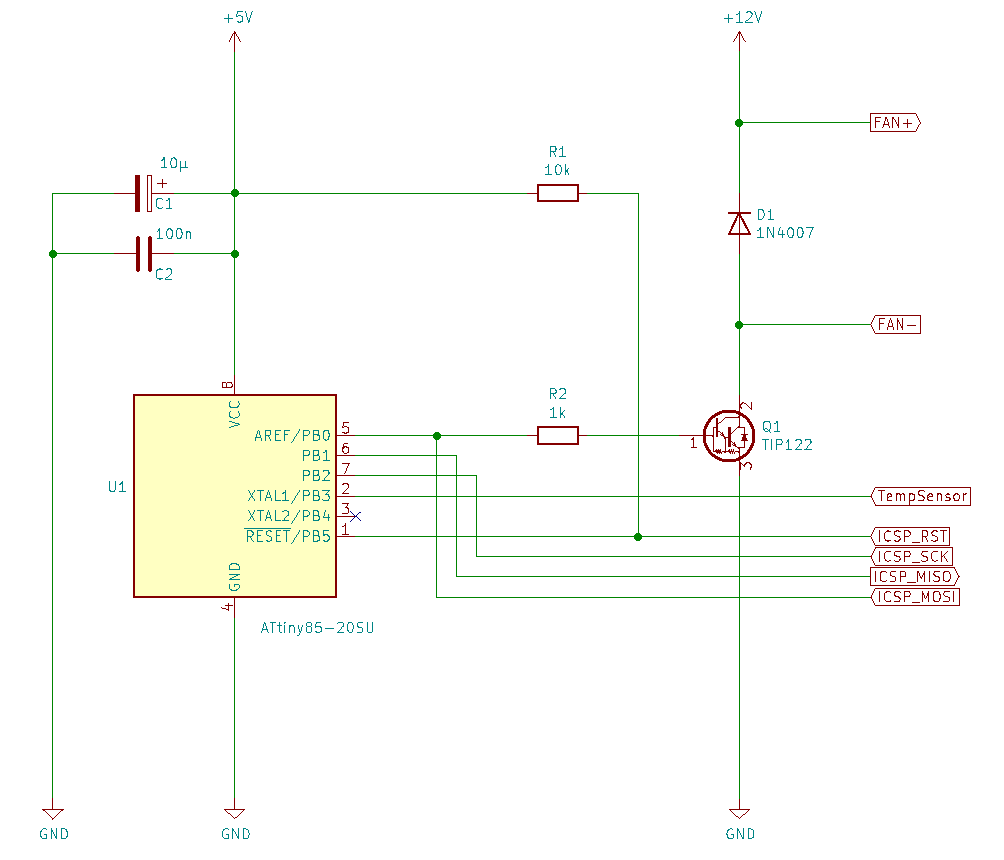 +5V
+12V
FAN+
R1
10k
10µ
+
C1
D1
1N4007
100n
C2
FAN-
8
VCC
R2
1k
2
U1
AREF/PB0
5
PB1
6
PB2
7
XTAL1/PB3
2
XTAL2/PB4
3
RESET/PB5
1
GND
4
ATtiny85-20SU
1
Q1
TIP122
3
TempSensor
ICSP_RST
ICSP_SCK
ICSP_MISO
ICSP_MOSI
GND
GND
GND